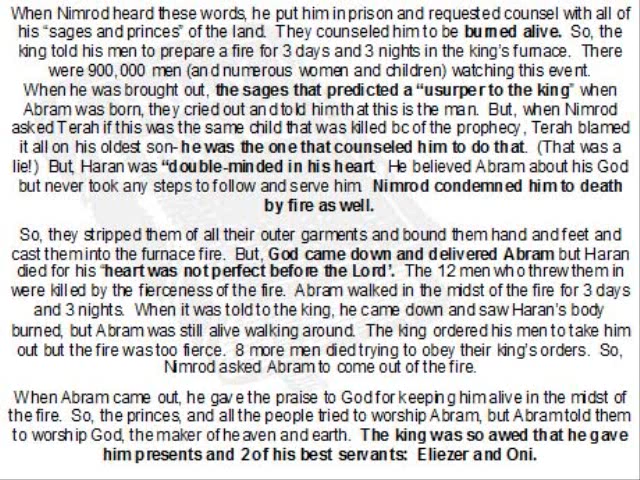 When Nimrod heard these words, he put him in prison and requested counsel with all of
his “sages and princes” of the land. They counseled him to be burned alive. So, the
king told his men to prepare a fire for 3 days and 3 nights in the king's furnace. There
were 900,000 men (and numerous women and children) watching this event.
When he was brought out, the sages that predicted a “usurper to the king” when
Abram was born, they cried out and told him that this is the man. But, when Nimrod
asked Terah if this was the same child that was killed bc of the prophecy, Terah blamed
it all on his oldest son- he was the one that counseled him to do that. (That was a
lie!) But, Haran was “double-minded in his heart. He believed Abram about his God
but never took any steps to follow and serve him. Nimrod condemned him to death
by fire as well.
So, they stripped them of all their outer garments and bound them hand and feet and
cast them into the furnace fire. But, God came down and delivered Abram but Haran
died for his “heart was not perfect before the Lord'. The 12 men who threw them in
were killed by the fierceness of the fire. Abram walked in the midst of the fire for 3 days
and 3 nights. When it was told to the king, he came down and saw Haran's body
burned, but Abram was still alive walking around. The king ordered his men to take him
out but the fire was too fierce. 8 more men died trying to obey their king's orders. So,
Nimrod asked Abram to come out of the fire.
When Abram came out, he gave the praise to God for keeping him alive in the midst of
the fire. So, the princes, and all the people tried to worship Abram, but Abram told them
to worship God, the maker of heaven and earth. The king was so awed that he gave
him presents and 2 of his best servants: Eliezer and Oni.